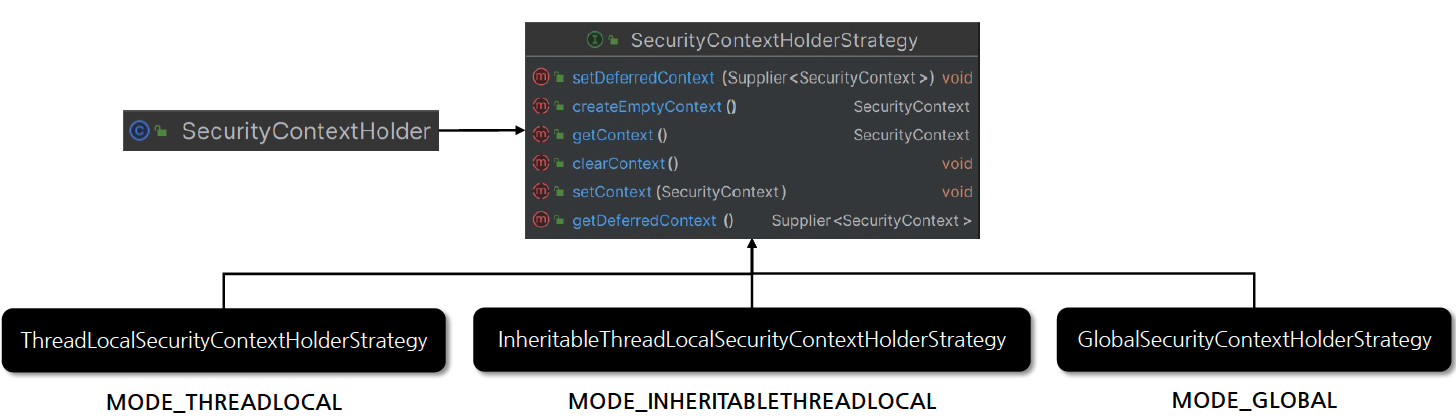 SecurityContextHolderStrategy
setDeferredContext (Supplier<SecurityContext>) void
createEmptyContext () SecurityContext
SecurityContextHolder
getContext () SecurityContext
clearContext() void
setContext (SecurityContext) void
getDeferredContext () Supplier<SecurityContext>
ThreadLocalSecurityContextHolderStrategy
InheritableThreadLocalSecurityContextHolderStrategy
GlobalSecurityContextHolderStrategy
MODE_THREADLOCAL
MODE_INHERITABLETHREADLOCAL
MODE_GLOBAL